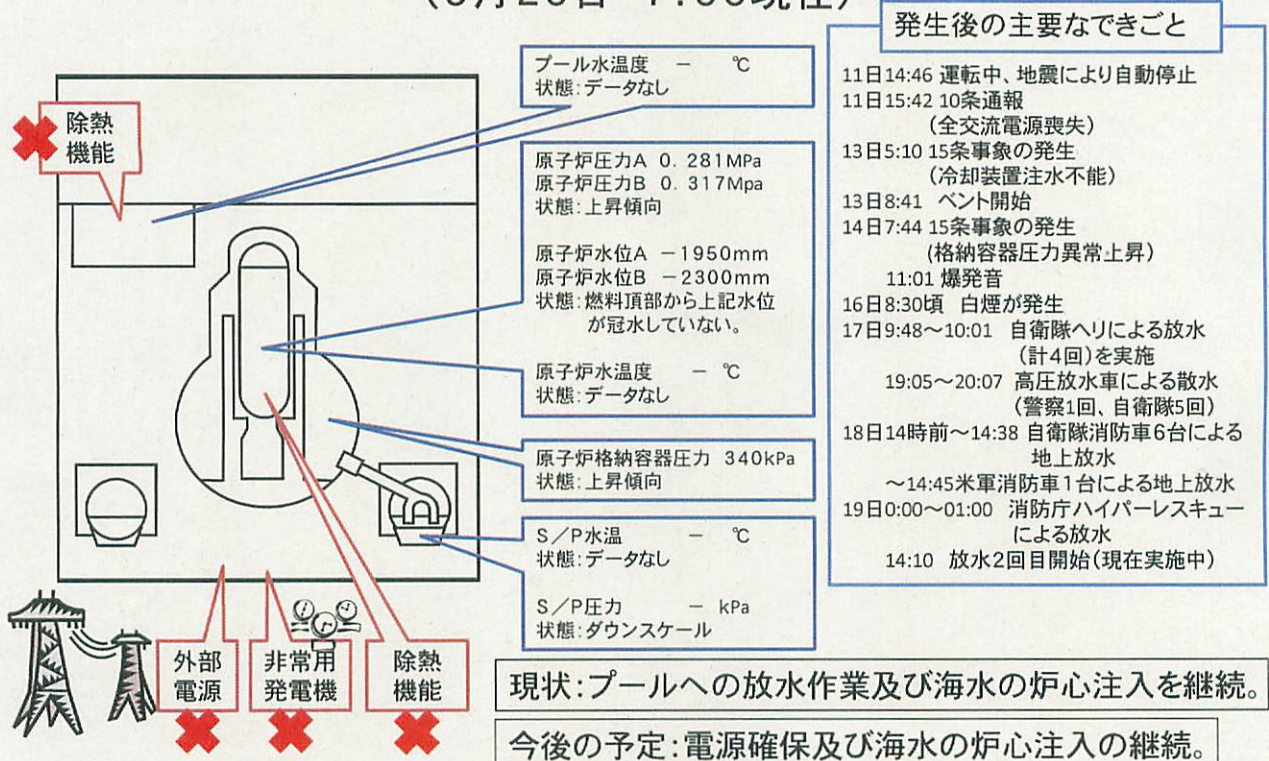 発生後の主要なできごと
11日14:46 運転中、地震により自動停止
11日15:42 10条通報
(全交流電源喪失)
13日5:10 15条事象の発生
(冷却装置注水不能)
13日8:41 ベント開始
14日7:44 15条事象の発生
(格納容器圧力異常上昇)
11:01 爆発音
16日8:30頃 白煙が発生
17日9:48～10:01 自衛隊ヘリによる放水
(計4回)を実施
19:05～20:07 高圧放水車による散水
(警察1回、自衛隊5回)
18日14時前～14:38 自衛隊消防車6台による
地上放水
～14:45米軍消防車1台による地上放水
19日0:00～01:00 消防庁ハイパーレスキュー
による放水
14:10 放水2回目開始(現在実施中)
プール水温度 － ℃
状態:データなし
除熱
機能
原子炉圧力A 0.281MPa
原子炉圧力B 0.317Mpa
状態:上昇傾向
原子炉水位A －1950mm
原子炉水位B －2300mm
状態:燃料頂部から上記水位
が冠水していない。
原子炉水温度 － ℃
状態:データなし
原子炉格納容器圧力 340kPa
状態:上昇傾向
S/P水温 － ℃
状態:データなし
S/P圧力 － kPa
状態:ダウンスケール
外部
電源
非常用
発電機
除熱
機能
現状:プールへの放水作業及び海水の炉心注入を継続。
今後の予定:電源確保及び海水の炉心注入の継続。